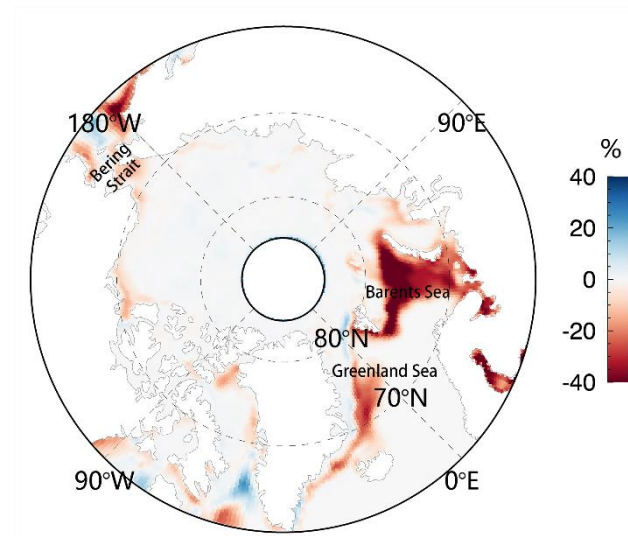 180°W
90°E
Bering
Strait
%
40
20
0
-20
-40
Barents Sea
80°N
Greenland Sea
70°N
90°W
0°E